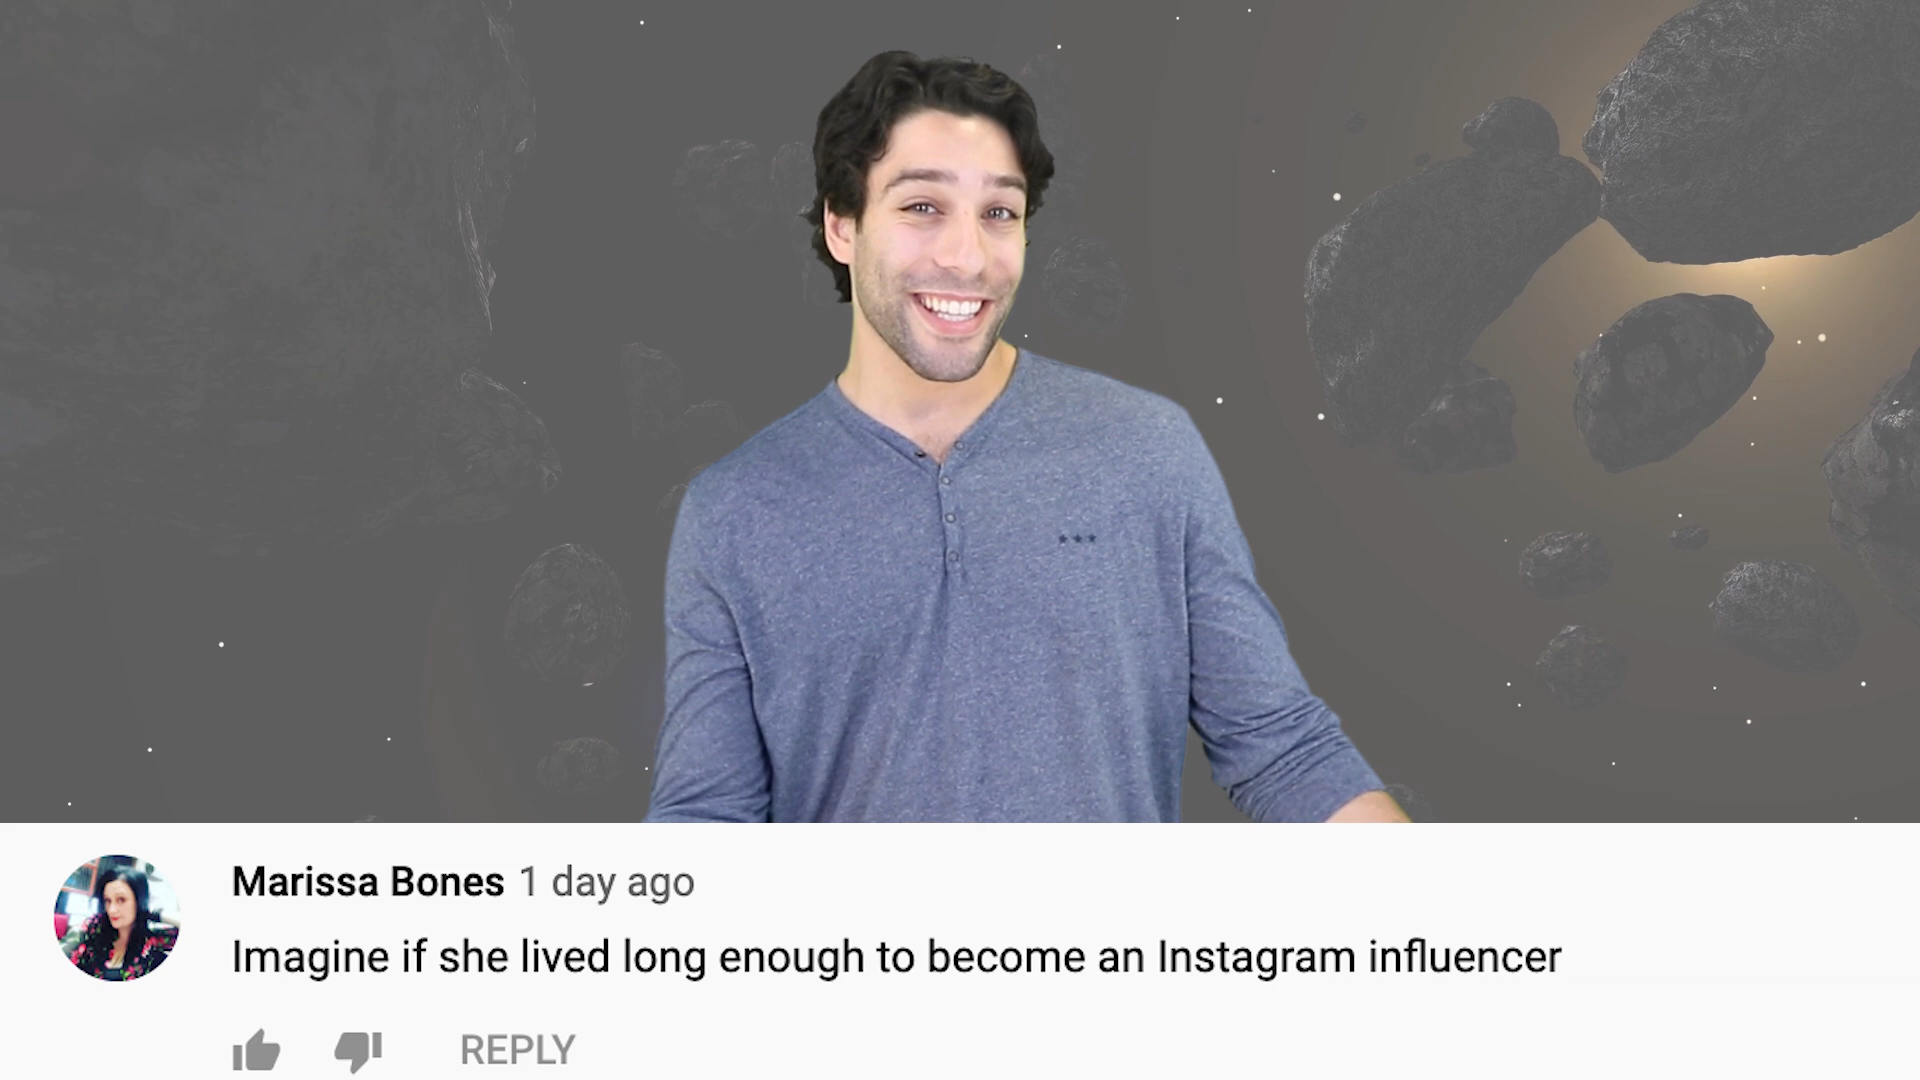 Marissa Bones 1 day ago
Imagine if she lived long enough to become an Instagram influencer
REPLY